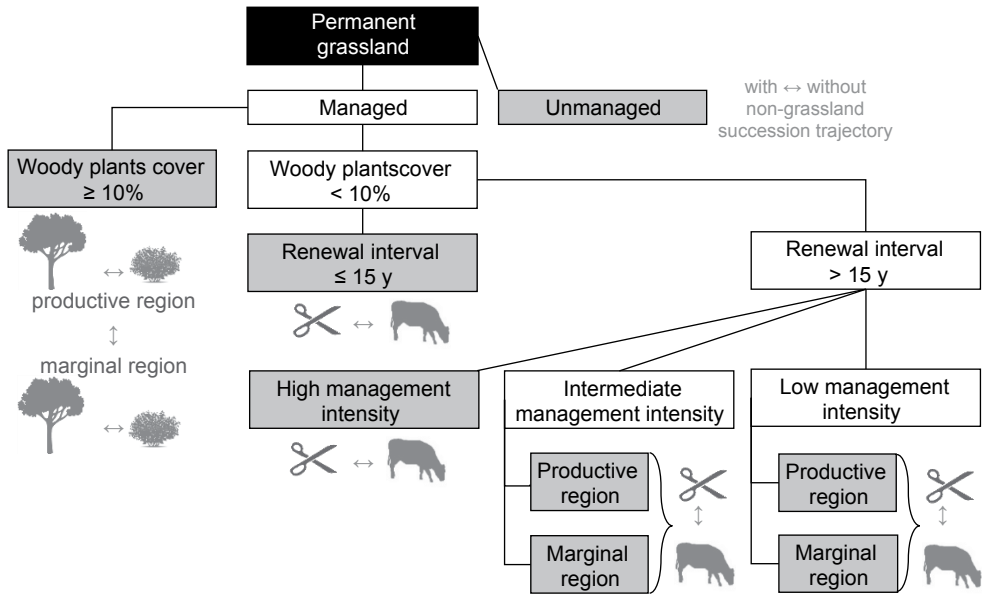 Permanent
grassland
Managed
Unmanaged
with ↔ without
non-grassland
succession trajectory
Woody plants cover
≥ 10%
Woody plantscover
< 10%
productive region
marginal region
Renewal interval
≤ 15 y
Renewal interval
> 15 y
High management
intensity
Intermediate
management intensity
Low management
intensity
Productive
region
Marginal
region
Productive
region
Marginal
region